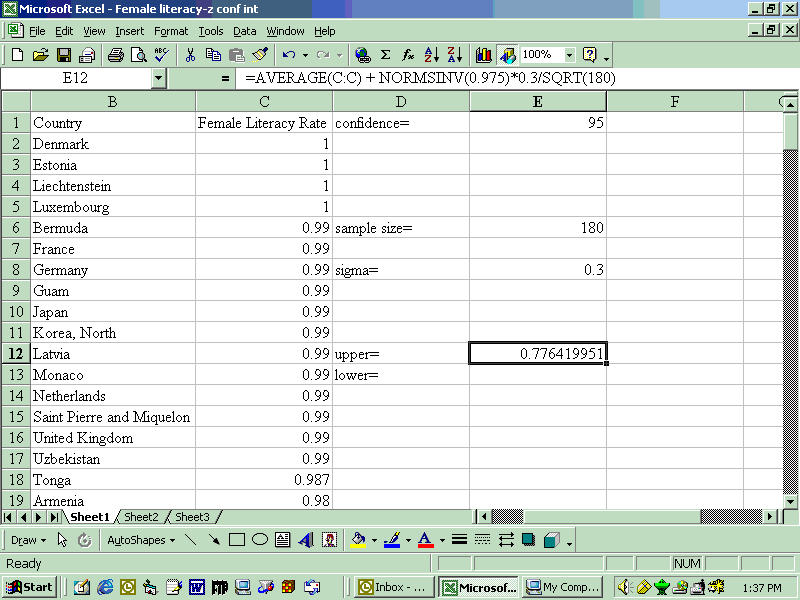 Microsoft Excel - Female literacy-z conf int
File Edit View Insert Format Tools Data Window Help
ABC Σ fx A Z Z A 100% ?
E12 = =AVERAGE(C:C) + NORMSINV(0.975)*0.3/SQRT(180)
B C D E F G
1 Country Female Literacy Rate confidence= 95
2 Denmark 1
3 Estonia 1
4 Liechtenstein 1
5 Luxembourg 1
6 Bermuda 0.99 sample size= 180
7 France 0.99
8 Germany 0.99 sigma= 0.3
9 Guam 0.99
10 Japan 0.99
11 Korea, North 0.99
12 Latvia 0.99 upper= 0.776419951
13 Monaco 0.99 lower=
14 Netherlands 0.99
15 Saint Pierre and Miquelon 0.99
16 United Kingdom 0.99
17 Uzbekistan 0.99
18 Tonga 0.987
19 Armenia 0.98
Sheet1 Sheet2 Sheet3
Draw AutoShapes A A
Ready NUM
Start Inbox - ... Microsof... My Comp... 1:37 PM